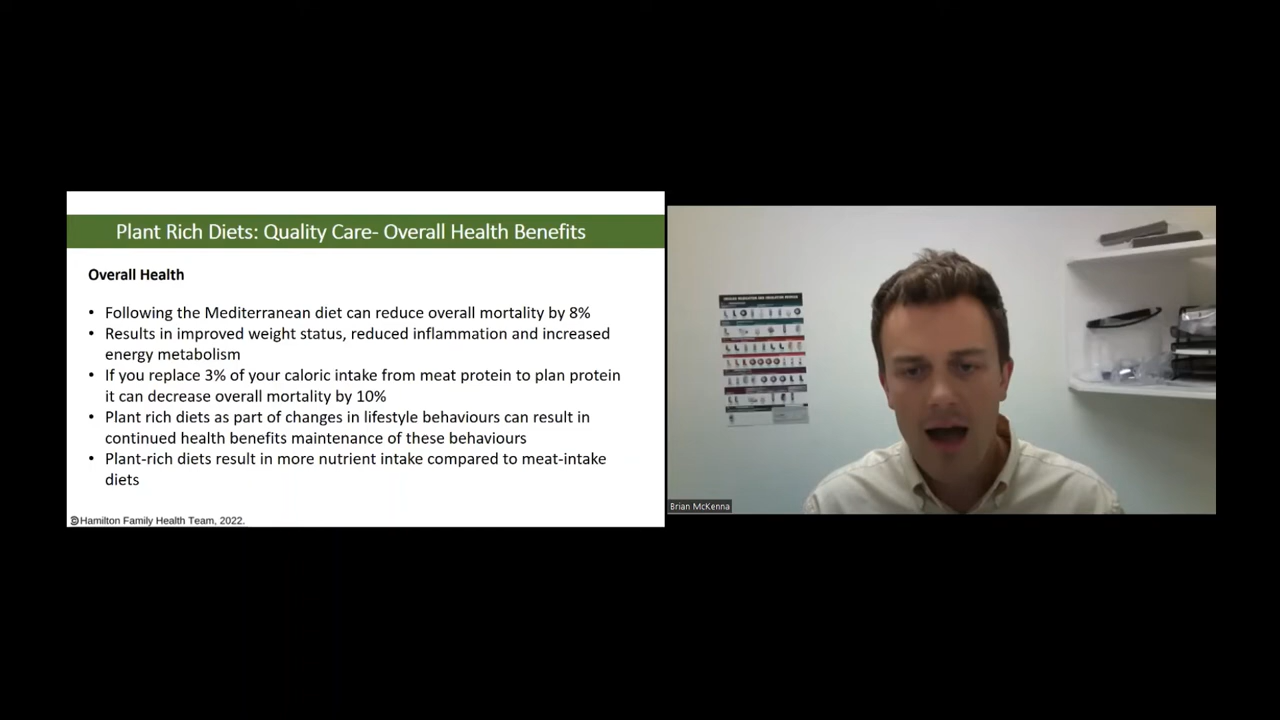 Plant Rich Diets: Quality Care- Overall Health Benefits
Overall Health
• Following the Mediterranean diet can reduce overall mortality by 8%
• Results in improved weight status, reduced inflammation and increased
energy metabolism
• If you replace 3% of your caloric intake from meat protein to plan protein
it can decrease overall mortality by 10%
• Plant rich diets as part of changes in lifestyle behaviours can result in
continued health benefits maintenance of these behaviours
• Plant-rich diets result in more nutrient intake compared to meat-intake
diets
©Hamilton Family Health Team, 2022.
Brian McKenna